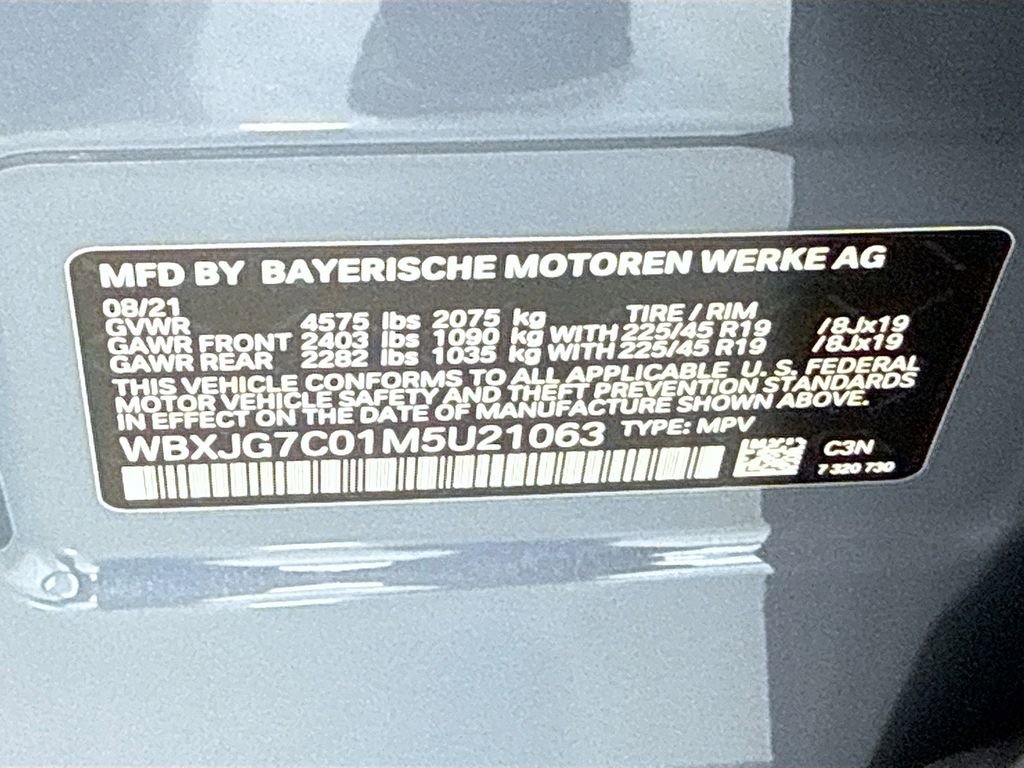 MFD BY BAYERISCHE MOTOREN WERKE AG
08/21
GVWR 4575 lbs 2075 kg TIRE / RIM
GAWR FRONT 2403 lbs 1090 kg WITH 225/45 R19 /8Jx19
GAWR REAR 2282 lbs 1035 kg WITH 225/45 R19 /8Jx19
THIS VEHICLE CONFORMS TO ALL APPLICABLE U. S. FEDERAL
MOTOR VEHICLE SAFETY AND THEFT PREVENTION STANDARDS
IN EFFECT ON THE DATE OF MANUFACTURE SHOWN ABOVE.
WBXJG7C01M5U21063 TYPE: MPV
C3N
7 320 730